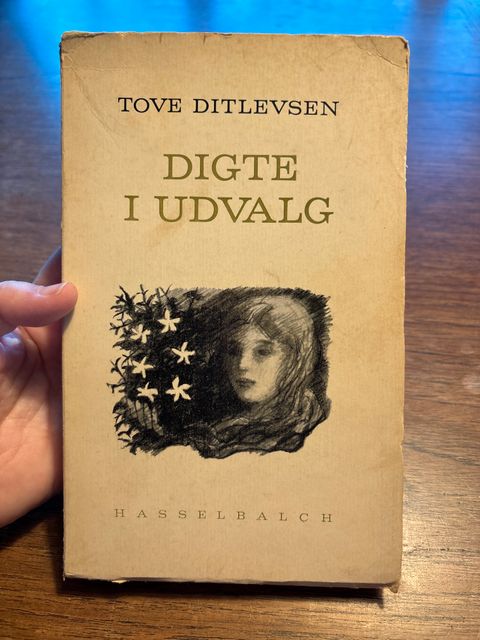 TOVE DITLEVSEN
DIGTE
I UDVALG
HASSELBALCH